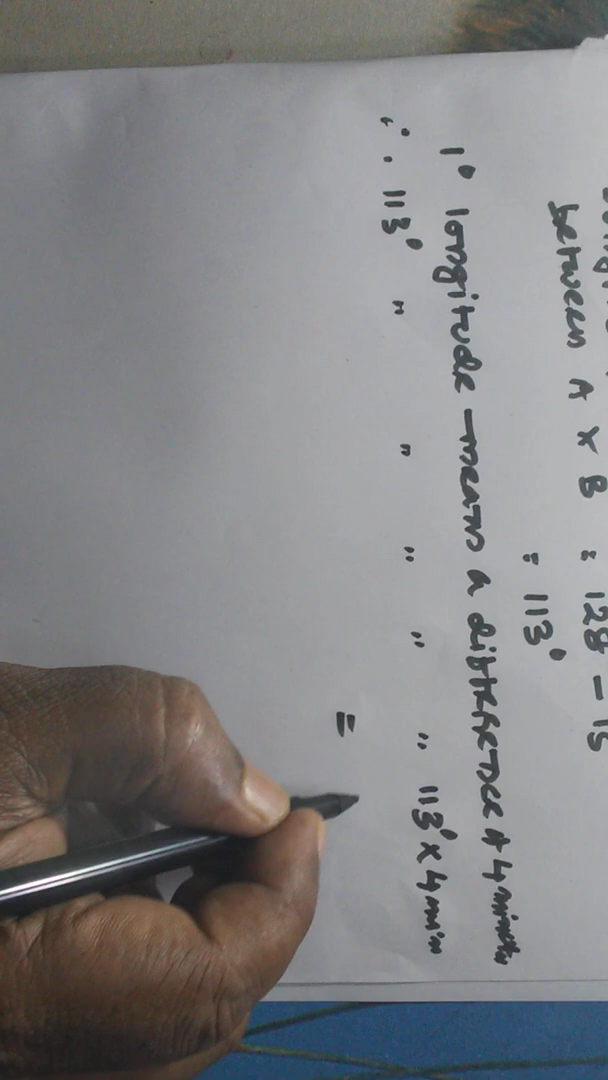 between A & B = 128 - 15
= 113°
1° longitude means a difference of 4 minutes
∴ 113° " " " " " 113° × 4 min
=